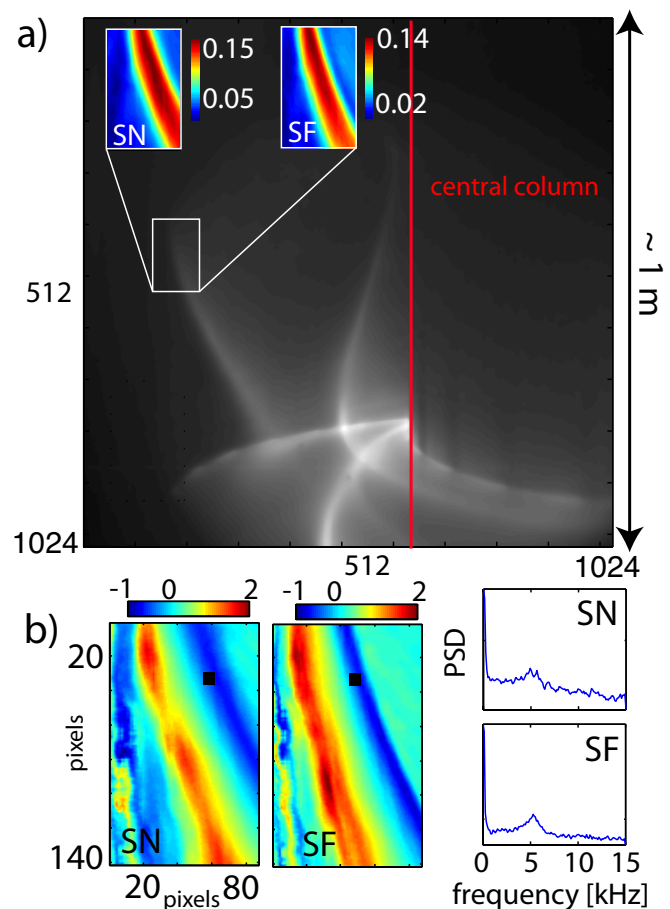 a)
0.15
0.05
SN
0.14
0.02
SF
central column
~ 1 m
512
1024
512
1024
b)
-1 0 2
-1 0 2
20
pixels
140
SN
SF
20 pixels 80
PSD
SN
SF
0 5 10 15
frequency [kHz]